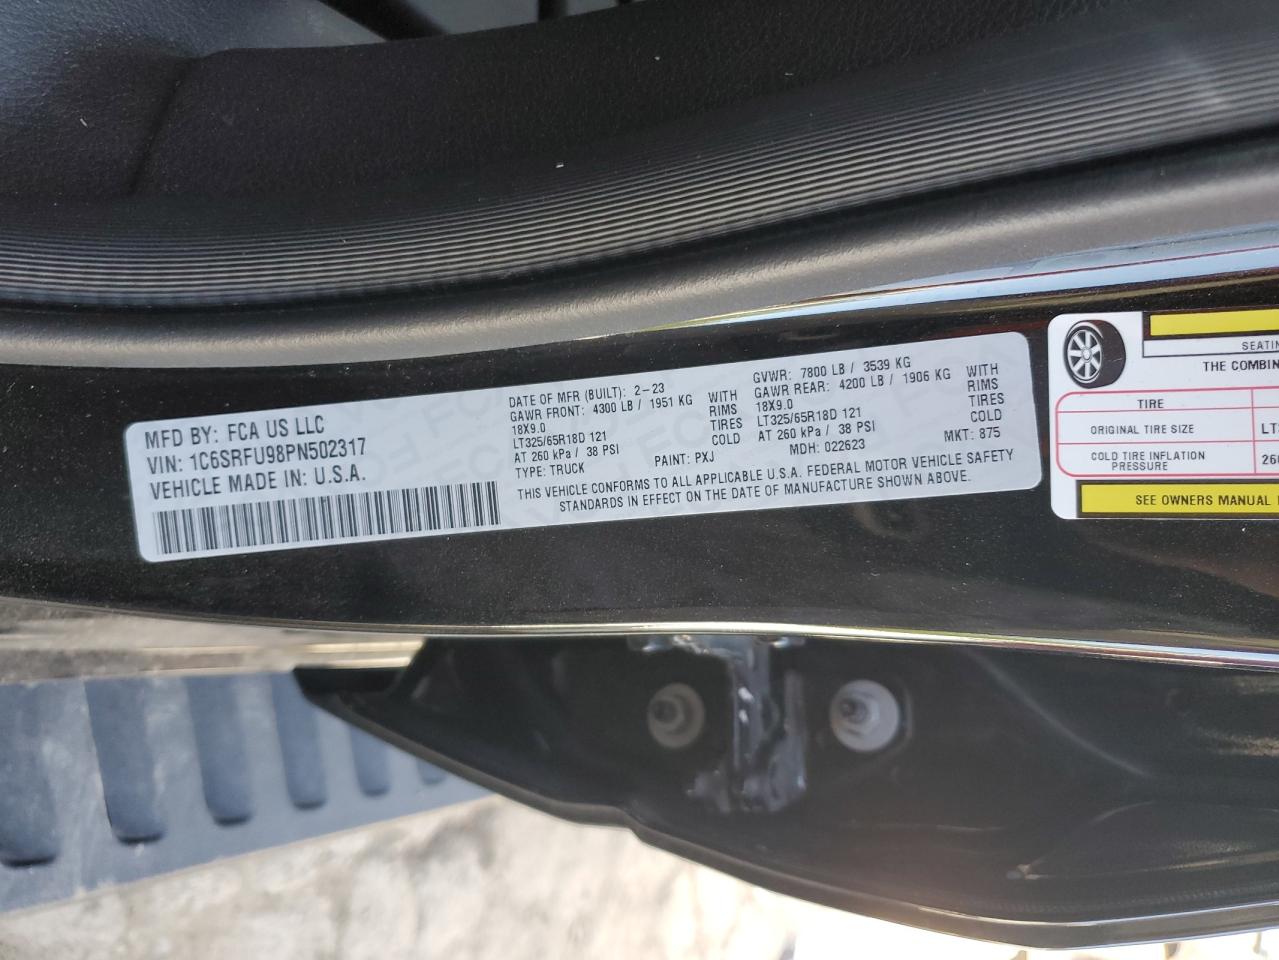 MFD BY: FCA US LLC
VIN: 1C6SRFU98PN502317
VEHICLE MADE IN: U.S.A.
DATE OF MFR (BUILT): 2-23
GAWR FRONT: 4300 LB / 1951 KG WITH
18X9.0 RIMS
LT325/65R18D 121 TIRES
AT 260 kPa / 38 PSI COLD
TYPE: TRUCK PAINT: PXJ
GVWR: 7800 LB / 3539 KG
GAWR REAR: 4200 LB / 1906 KG WITH
18X9.0 RIMS
LT325/65R18D 121 TIRES
AT 260 kPa / 38 PSI COLD
MDH: 022623 MKT: 875
THIS VEHICLE CONFORMS TO ALL APPLICABLE U.S.A. FEDERAL MOTOR VEHICLE SAFETY
STANDARDS IN EFFECT ON THE DATE OF MANUFACTURE SHOWN ABOVE.
SEATIN
THE COMBIN
TIRE
ORIGINAL TIRE SIZE LT3
COLD TIRE INFLATION
PRESSURE 260
SEE OWNERS MANUAL